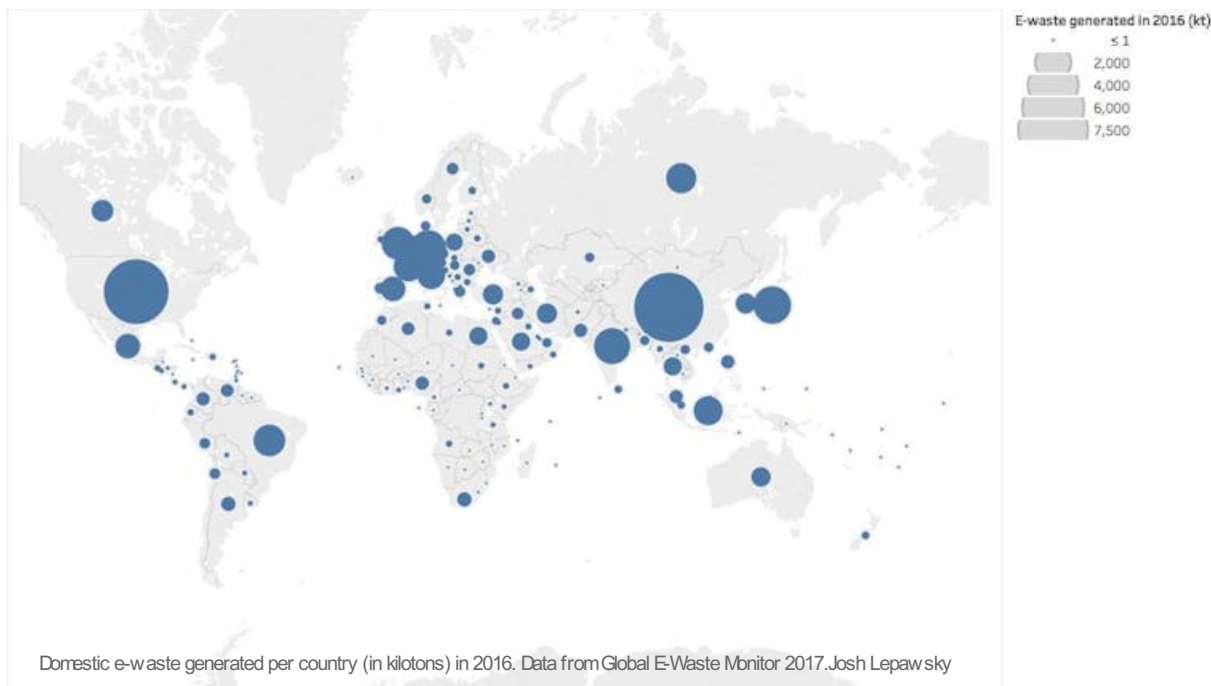 E-waste generated in 2016 (kt)
≤ 1
2,000
4,000
6,000
7,500
Domestic e-waste generated per country (in kilotons) in 2016. Data from Global E-Waste Monitor 2017.Josh Lepawsky